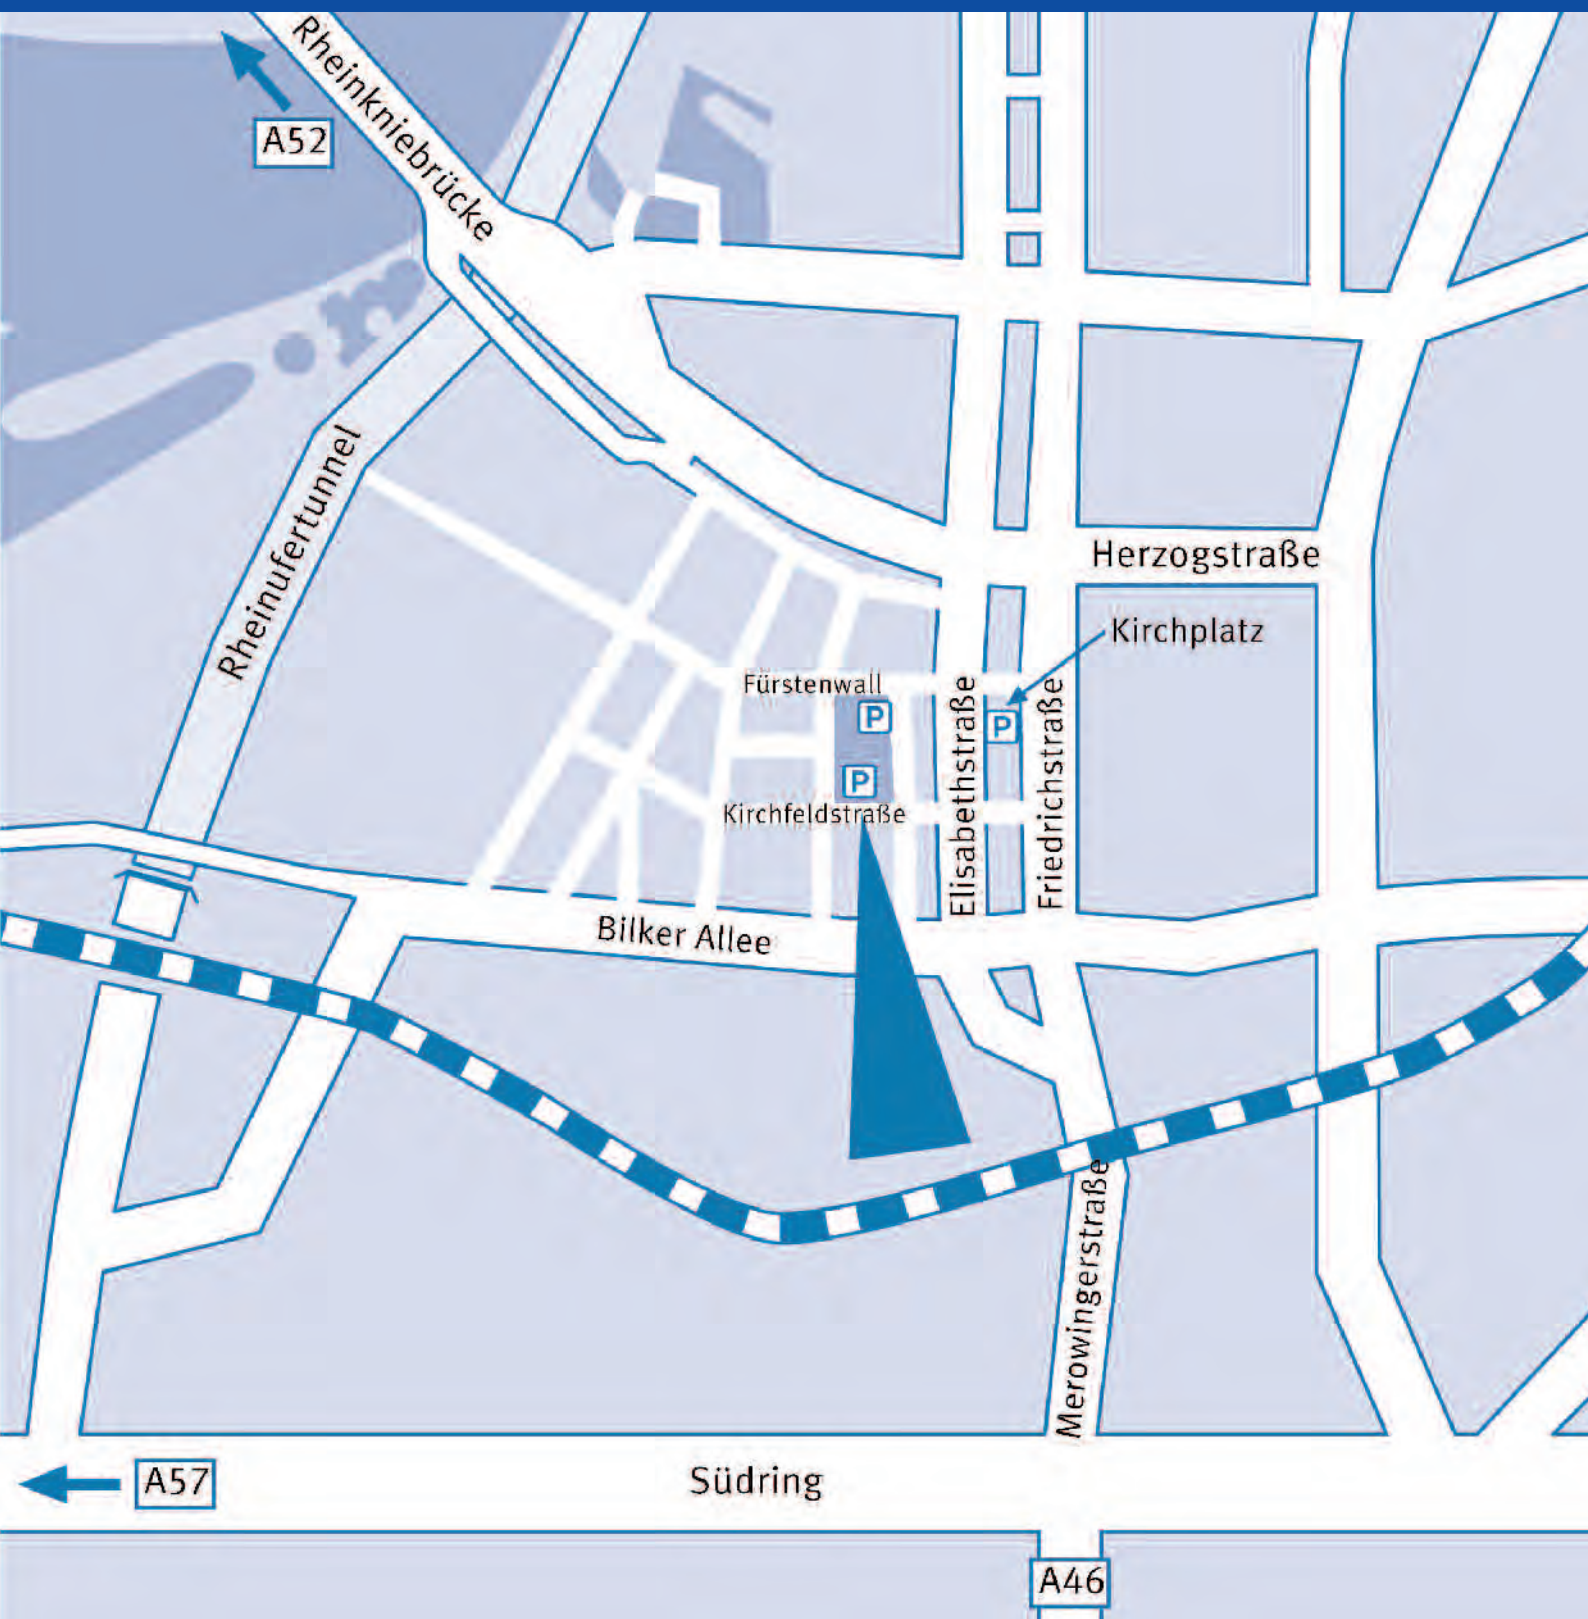 Rheinkniebrücke
A52
Rheinufertunnel
Herzogstraße
Kirchplatz
Fürstenwall
P
P
P
Kirchfeldstraße
Elisabethstraße
Friedrichstraße
Bilker Allee
Merowingerstraße
A57
Südring
A46